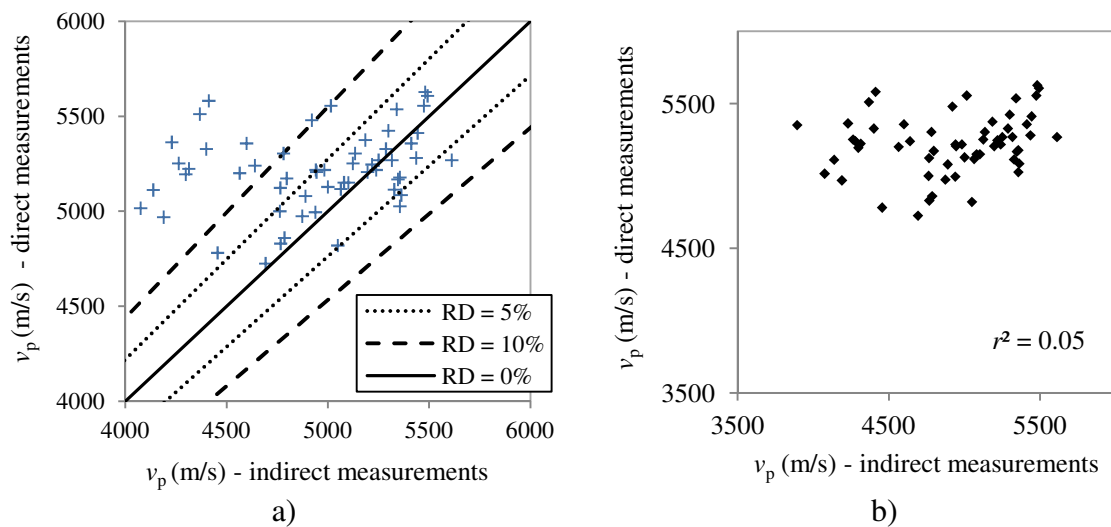 6000
5500
5000
4500
4000
vp (m/s) - direct measurements
RD = 5%
RD = 10%
RD = 0%
4000 4500 5000 5500 6000
vp (m/s) - indirect measurements
a)
5500
4500
3500
vp (m/s) - direct measurements
r² = 0.05
3500 4500 5500
vp (m/s) - indirect measurements
b)